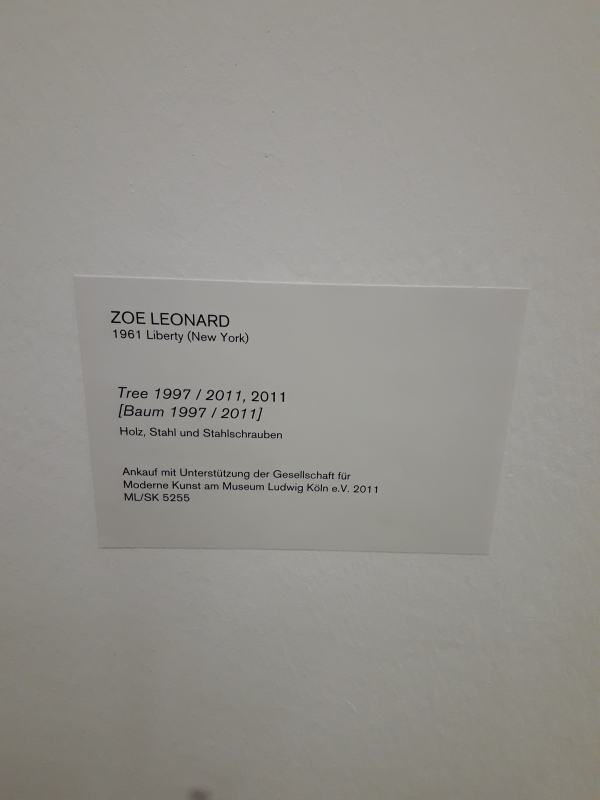 ZOE LEONARD
1961 Liberty (New York)
Tree 1997 / 2011, 2011
[Baum 1997 / 2011]
Holz, Stahl und Stahlschrauben
Ankauf mit Unterstützung der Gesellschaft für
Moderne Kunst am Museum Ludwig Köln e.V. 2011
ML/SK 5255